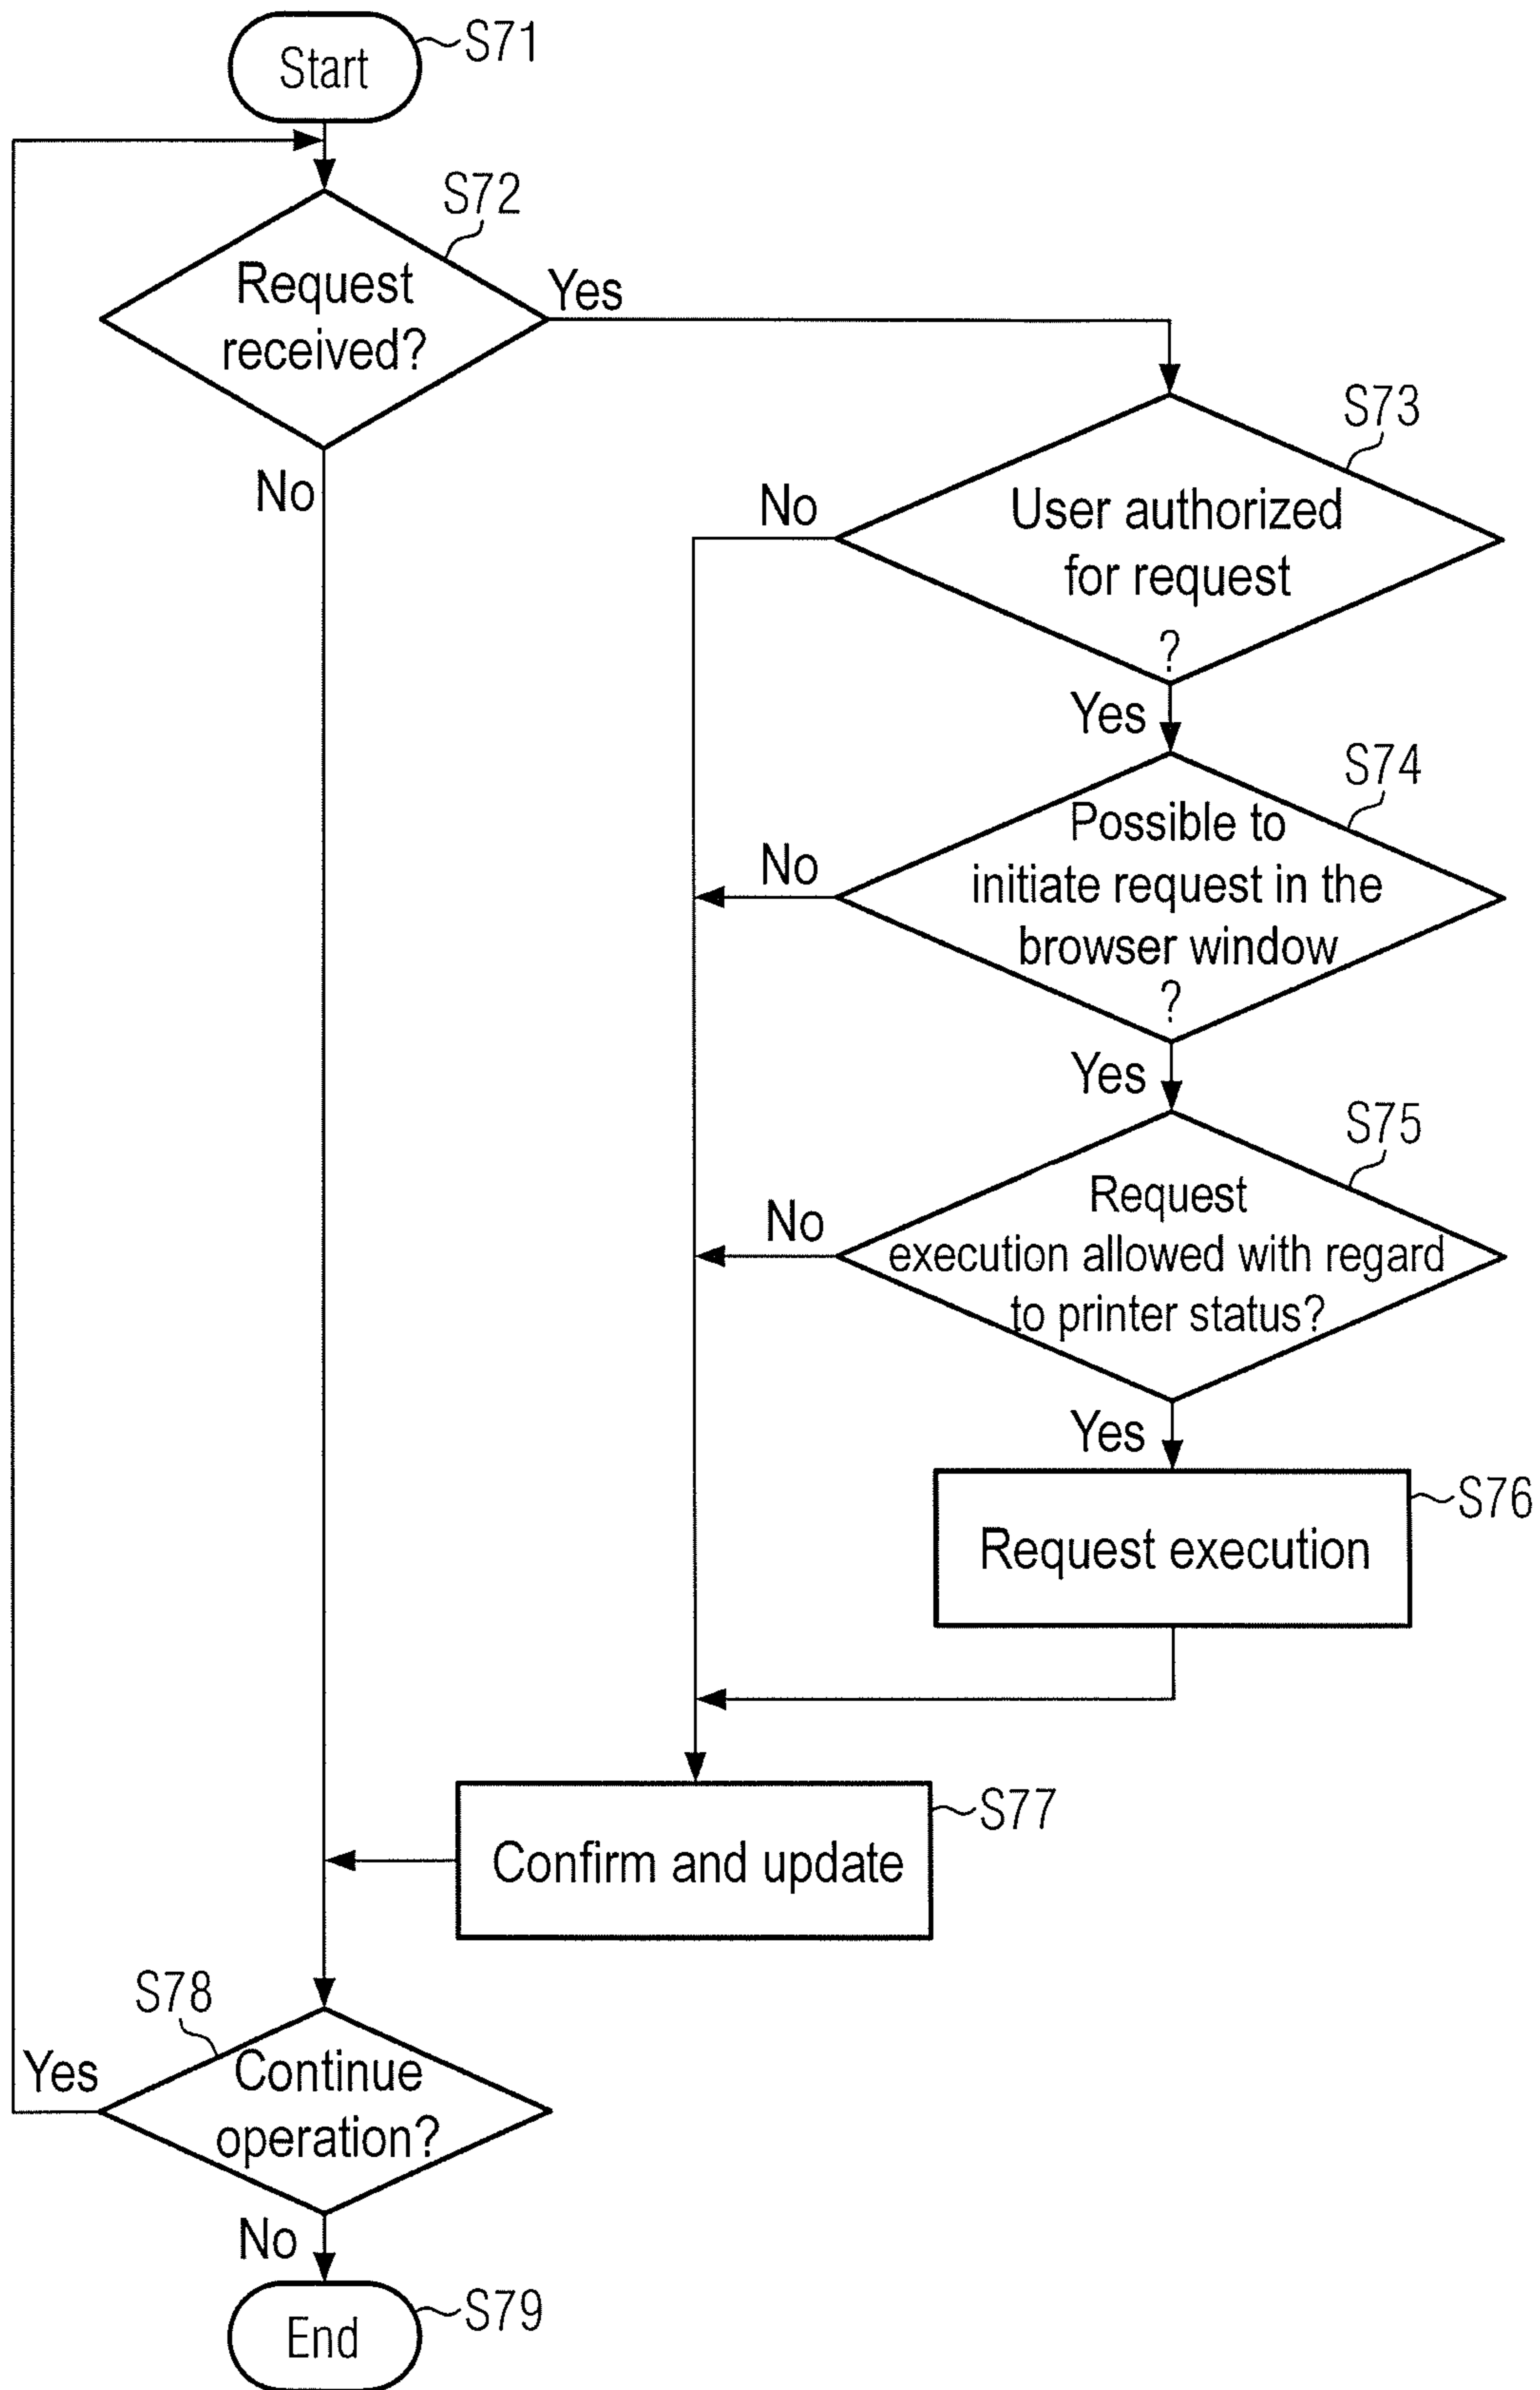 Start
S71
S72
Request
received?
Yes
No
S73
No
User authorized
for request
?
Yes
S74
No
Possible to
initiate request in the
browser window
?
Yes
S75
No
Request
execution allowed with regard
to printer status?
Yes
S76
Request execution
S77
Confirm and update
S78
Yes
Continue
operation?
No
End
S79